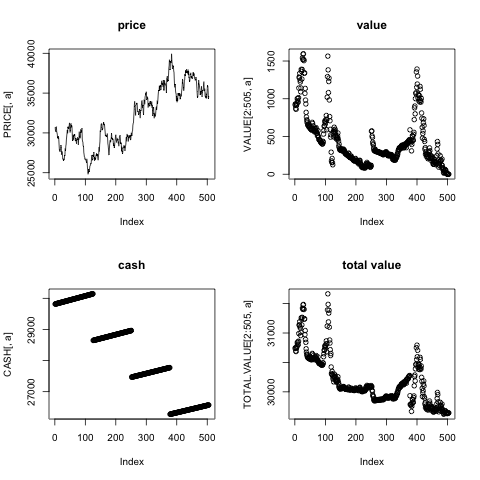 price
PRICE[, a]
40000
35000
30000
25000
0 100 200 300 400 500
Index
value
VALUE[2:505, a]
1500
1000
500
0
0 100 200 300 400 500
Index
cash
CASH[, a]
29000
27000
0 100 200 300 400 500
Index
total value
TOTAL.VALUE[2:505, a]
31000
30000
0 100 200 300 400 500
Index